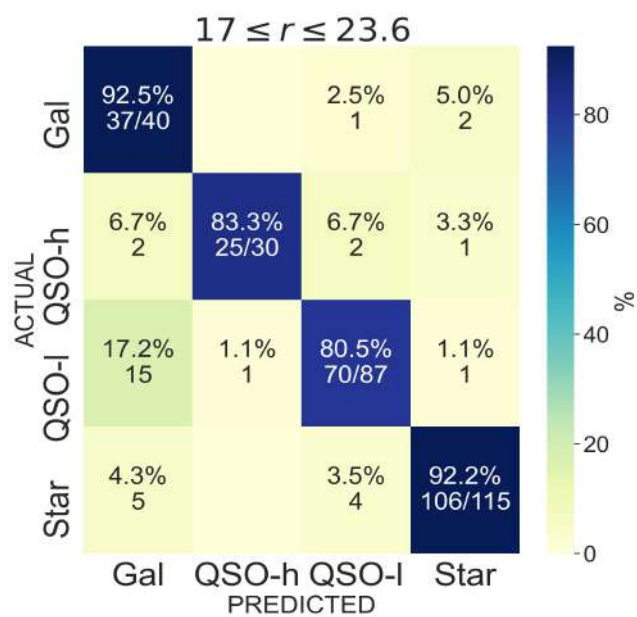 17 ≤ r ≤ 23.6
92.5% 2.5% 5.0%
37/40 1 2
6.7% 83.3% 6.7% 3.3%
2 25/30 2 1
17.2% 1.1% 80.5% 1.1%
15 1 70/87 1
4.3% 3.5% 92.2%
5 4 106/115
Gal
QSO-h
QSO-l
Star
ACTUAL
Gal QSO-h QSO-l Star
PREDICTED
80
60
40
20
0
%